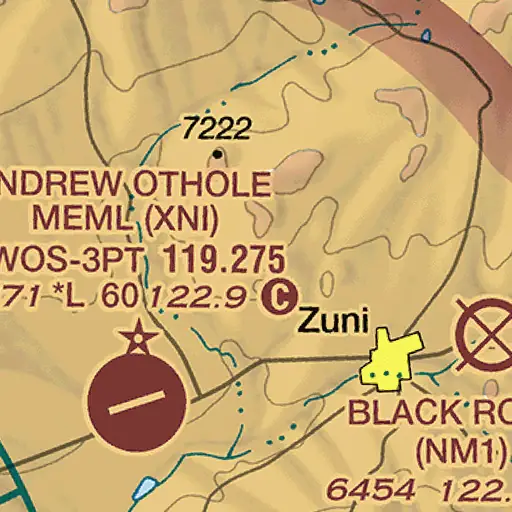 7222
NDREW OTHOLE
MEML (XNI)
WOS-3PT 119.275
71 *L 60 122.9 C
Zuni
BLACK RO
(NM1)
6454 122.